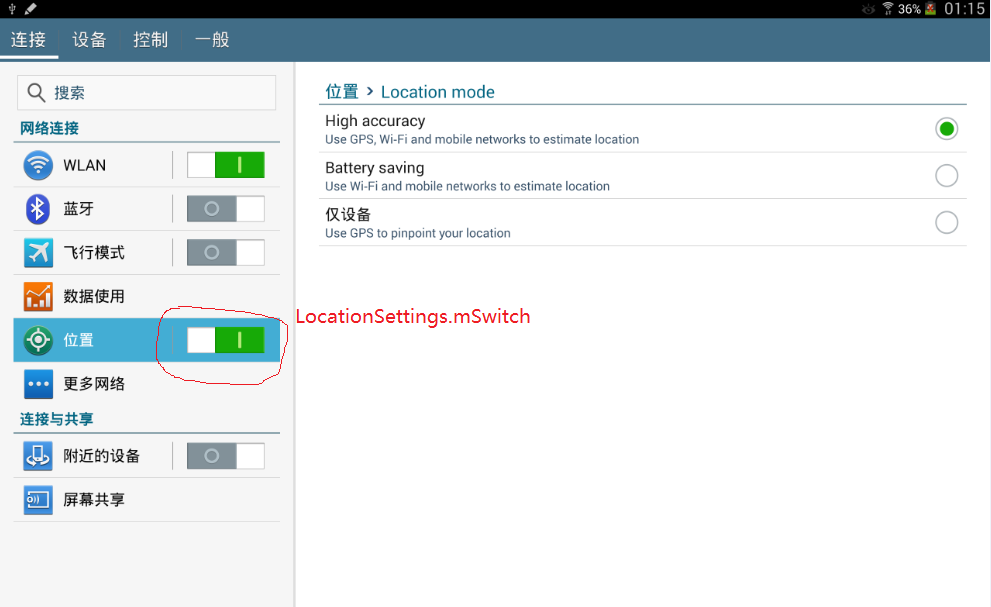 36% 01:15
连接 设备 控制 一般
搜索
网络连接
WLAN
蓝牙
飞行模式
数据使用
位置
更多网络
连接与共享
附近的设备
屏幕共享
位置 > Location mode
High accuracy
Use GPS, Wi-Fi and mobile networks to estimate location
Battery saving
Use Wi-Fi and mobile networks to estimate location
仅设备
Use GPS to pinpoint your location
LocationSettings.mSwitch